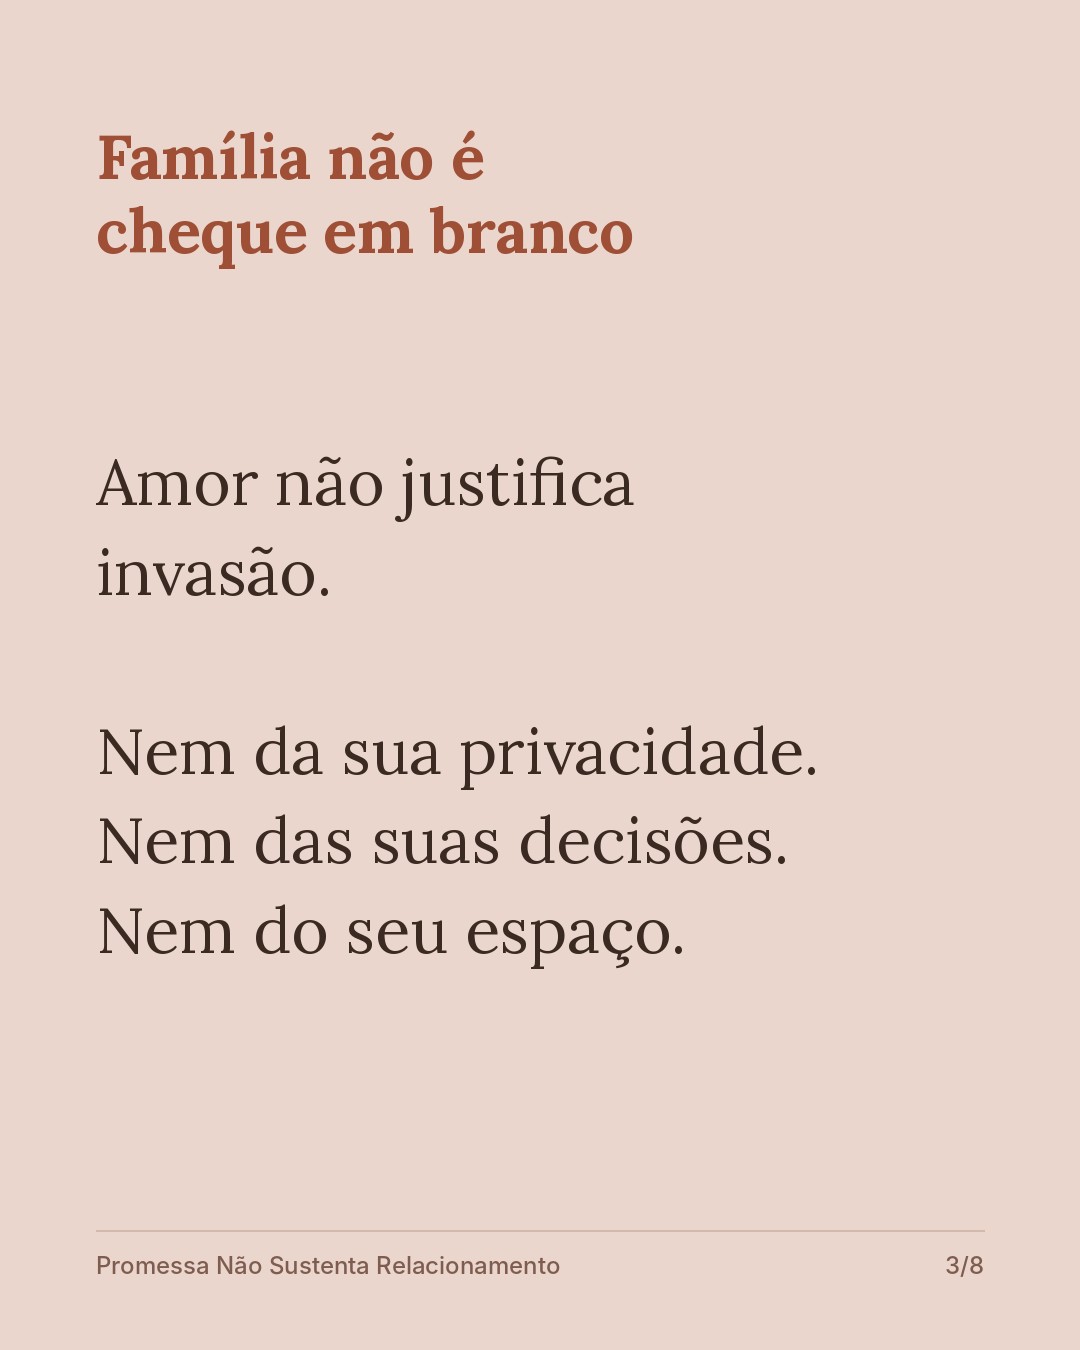 Família não é
cheque em branco
Amor não justifica
invasão.
Nem da sua privacidade.
Nem das suas decisões.
Nem do seu espaço.
Promessa Não Sustenta Relacionamento
3/8